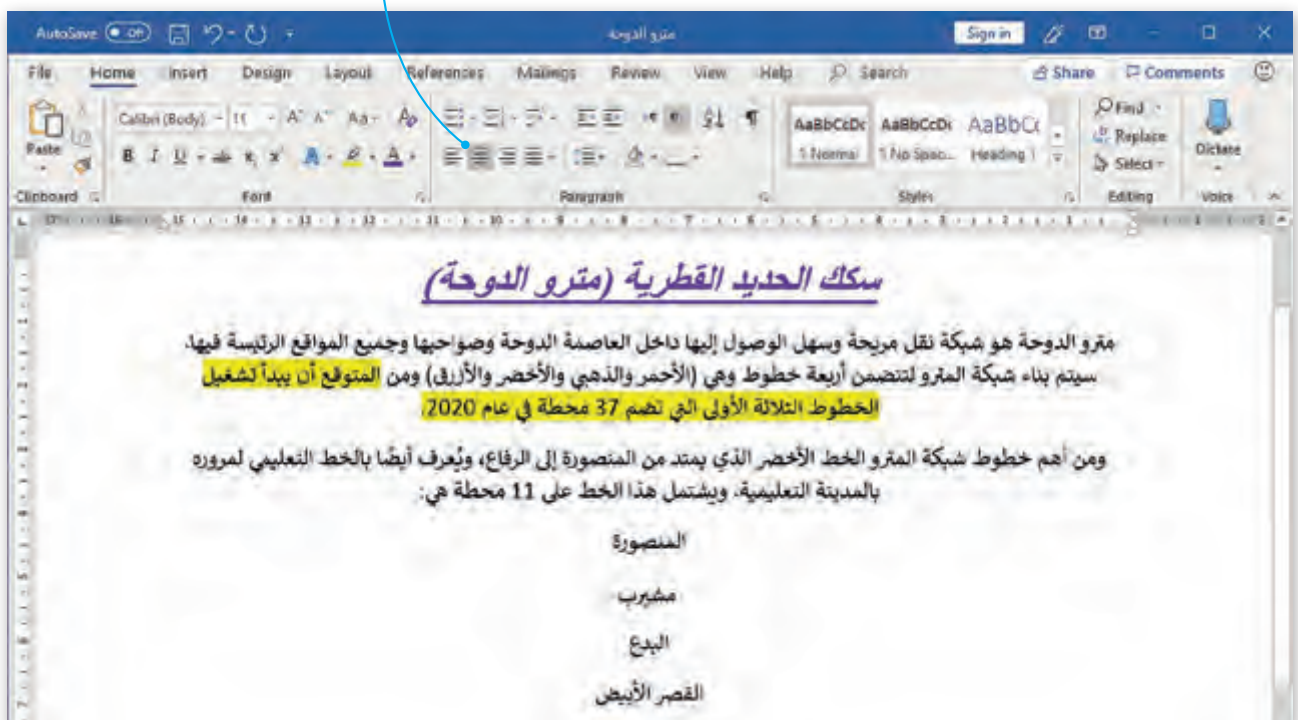 AutoSave Off مترو الدوحة Sign in
File Home Insert Design Layout References Mailings Review View Help Search Share Comments
Paste Calibri (Body) 11 A A Aa A AaBbCcDc AaBbCcDc AaBbCc Find
B I U ab x x A A 1 Normal 1 No Spac... Heading 1 Replace
Select Dictate
Clipboard Font Paragraph Styles Editing Voice
سكك الحديد القطرية (مترو الدوحة)
مترو الدوحة هو شبكة نقل مريحة وسهل الوصول إليها داخل العاصمة الدوحة وضواحيها وجميع المواقع الرئيسة فيها.
سيتم بناء شبكة المترو لتتضمن أربعة خطوط وهي (الأحمر والذهبي والأخضر والأزرق) ومن المتوقع أن يبدأ تشغيل
الخطوط الثلاثة الأولى التي تضم 37 محطة في عام 2020.
ومن أهم خطوط شبكة المترو الخط الأخضر الذي يمتد من المنصورة إلى الرفاع، ويُعرف أيضًا بالخط التعليمي لمروره
بالمدينة التعليمية، ويشتمل هذا الخط على 11 محطة هي:
المنصورة
مشيرب
البدع
القصر الأبيض